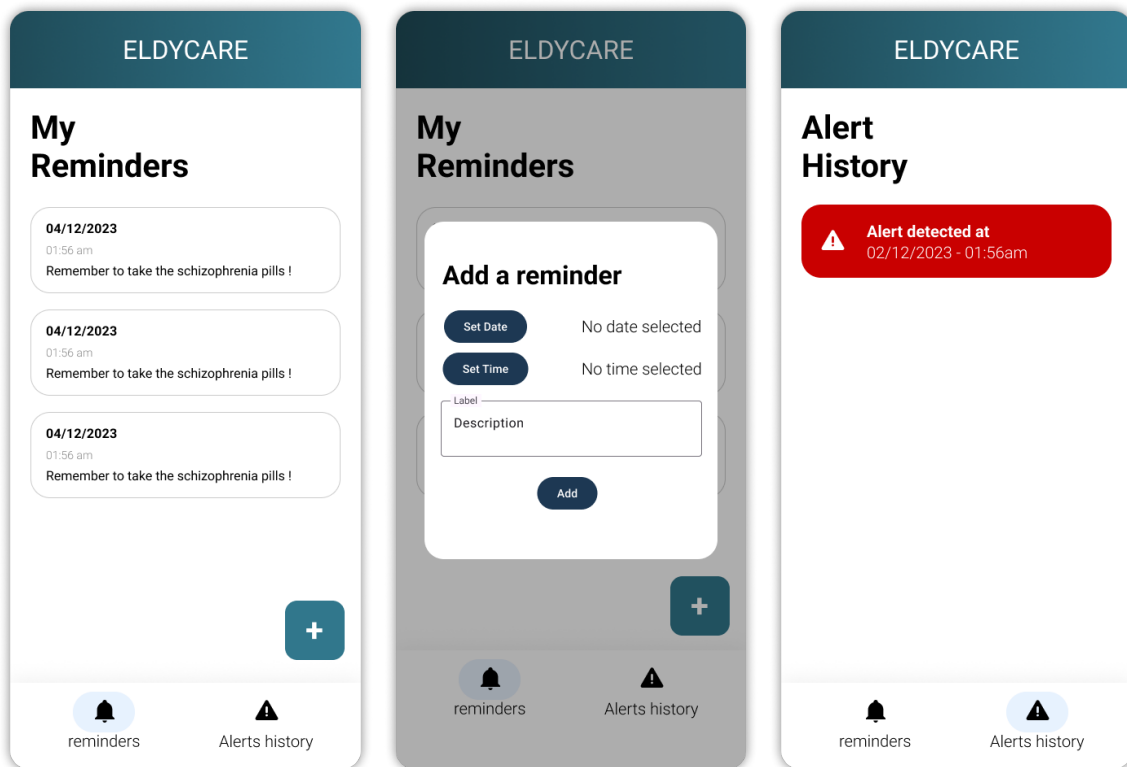 ELDYCARE
My
Reminders
04/12/2023
01:56 am
Remember to take the schizophrenia pills !
04/12/2023
01:56 am
Remember to take the schizophrenia pills !
04/12/2023
01:56 am
Remember to take the schizophrenia pills !
+
reminders
Alerts history
ELDYCARE
My
Reminders
Add a reminder
Set Date
No date selected
Set Time
No time selected
Label
Description
Add
+
reminders
Alerts history
ELDYCARE
Alert
History
Alert detected at
02/12/2023 - 01:56am
reminders
Alerts history